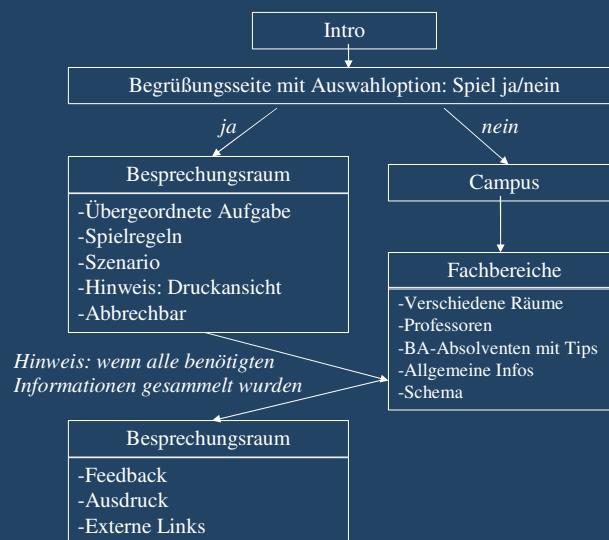 Intro
Begrüßungsseite mit Auswahloption: Spiel ja/nein
ja
nein
Besprechungsraum
-Übergeordnete Aufgabe
-Spielregeln
-Szenario
-Hinweis: Druckansicht
-Abbrechbar
Campus
Fachbereiche
-Verschiedene Räume
-Professoren
-BA-Absolventen mit Tips
-Allgemeine Infos
-Schema
Hinweis: wenn alle benötigten
Informationen gesammelt wurden
Besprechungsraum
-Feedback
-Ausdruck
-Externe Links